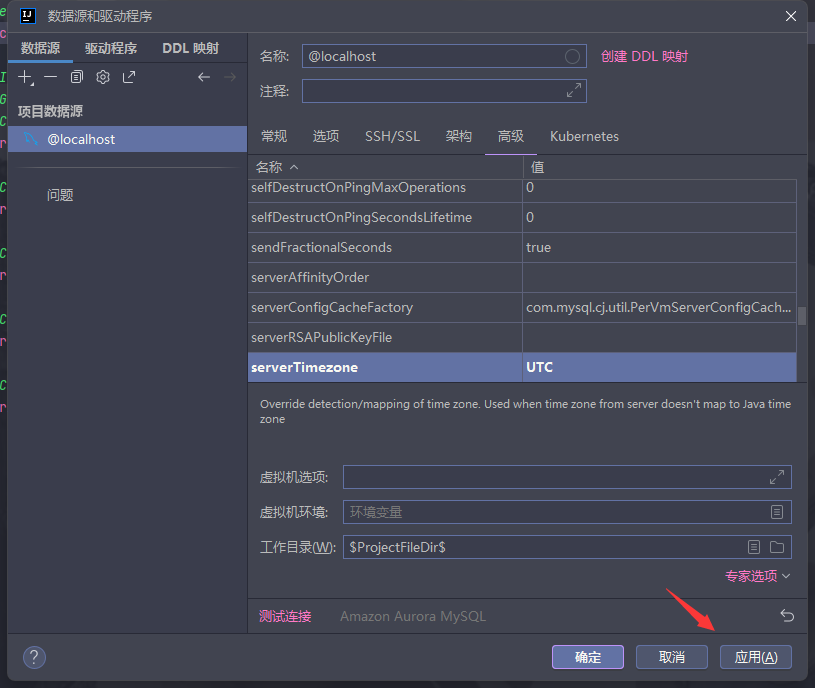 数据源和驱动程序
数据源 驱动程序 DDL 映射
项目数据源
@localhost
问题
名称: @localhost 创建 DDL 映射
注释:
常规 选项 SSH/SSL 架构 高级 Kubernetes
名称 值
selfDestructOnPingMaxOperations 0
selfDestructOnPingSecondsLifetime 0
sendFractionalSeconds true
serverAffinityOrder
serverConfigCacheFactory com.mysql.cj.util.PerVmServerConfigCach...
serverRSAPublicKeyFile
serverTimezone UTC
Override detection/mapping of time zone. Used when time zone from server doesn't map to Java time
zone
虚拟机选项:
虚拟机环境: 环境变量
工作目录(W): $ProjectFileDir$
专家选项
测试连接 Amazon Aurora MySQL
? 确定 取消 应用(A)